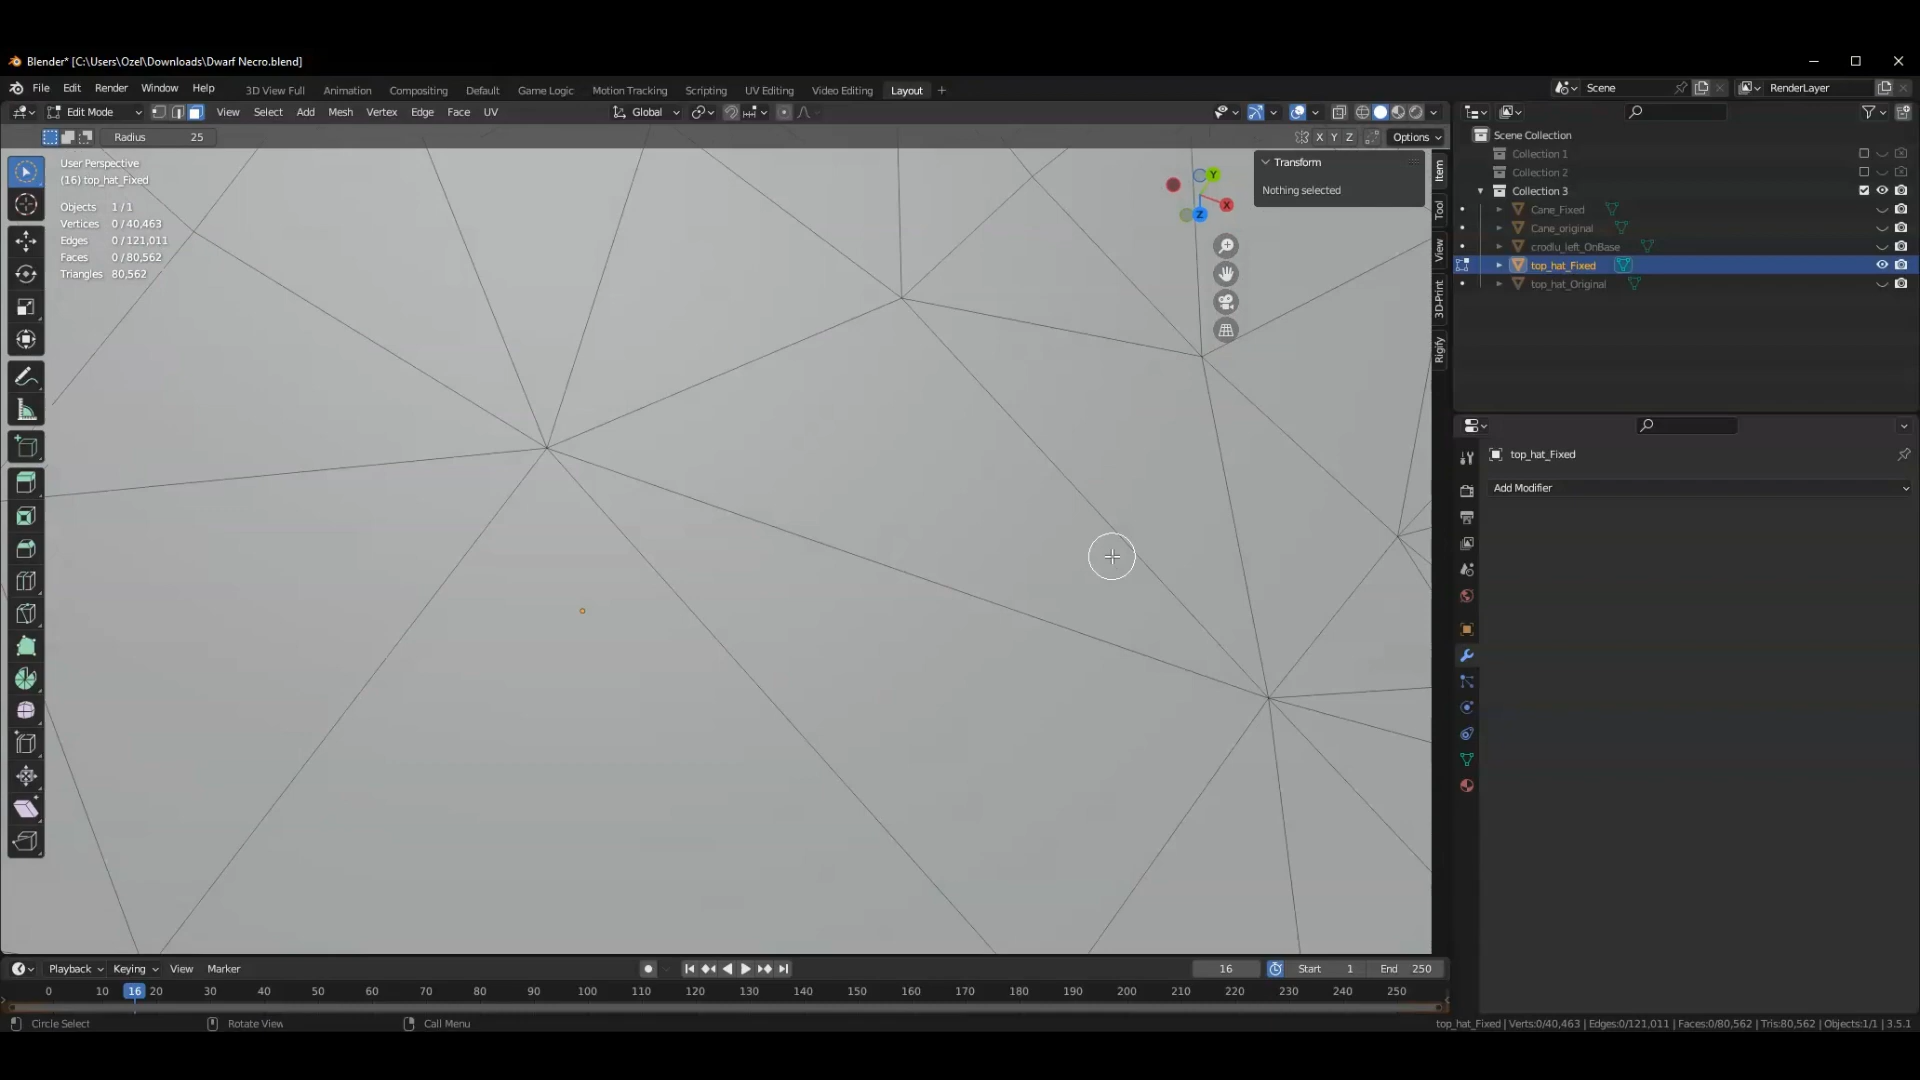 Blender* [C:\Users\Ozel\Downloads\Dwarf Necro.blend]
File Edit Render Window Help 3D View Full Animation Compositing Default Game Logic Motion Tracking Scripting UV Editing Video Editing Layout + Scene RenderLayer
Edit Mode View Select Add Mesh Vertex Edge Face UV Global
Radius 25 X Y Z Options
User Perspective
(16) top_hat_Fixed
Objects 1/1
Vertices 0/40,463
Edges 0/121,011
Faces 0/80,562
Triangles 80,562
Y
X
Z
Transform
Nothing selected
Item
Tool
View
3D-Print
Rigify
Scene Collection
Collection 1
Collection 2
Collection 3
Cane_Fixed
Cane_original
crodlu_left_OnBase
top_hat_Fixed
top_hat_Original
top_hat_Fixed
Add Modifier
Playback Keying View Marker 16 Start 1 End 250
0 10 16 20 30 40 50 60 70 80 90 100 110 120 130 140 150 160 170 180 190 200 210 220 230 240 250
Circle Select Rotate View Call Menu top_hat_Fixed | Verts:0/40,463 | Edges:0/121,011 | Faces:0/80,562 | Tris:80,562 | Objects:1/1 | 3.5.1